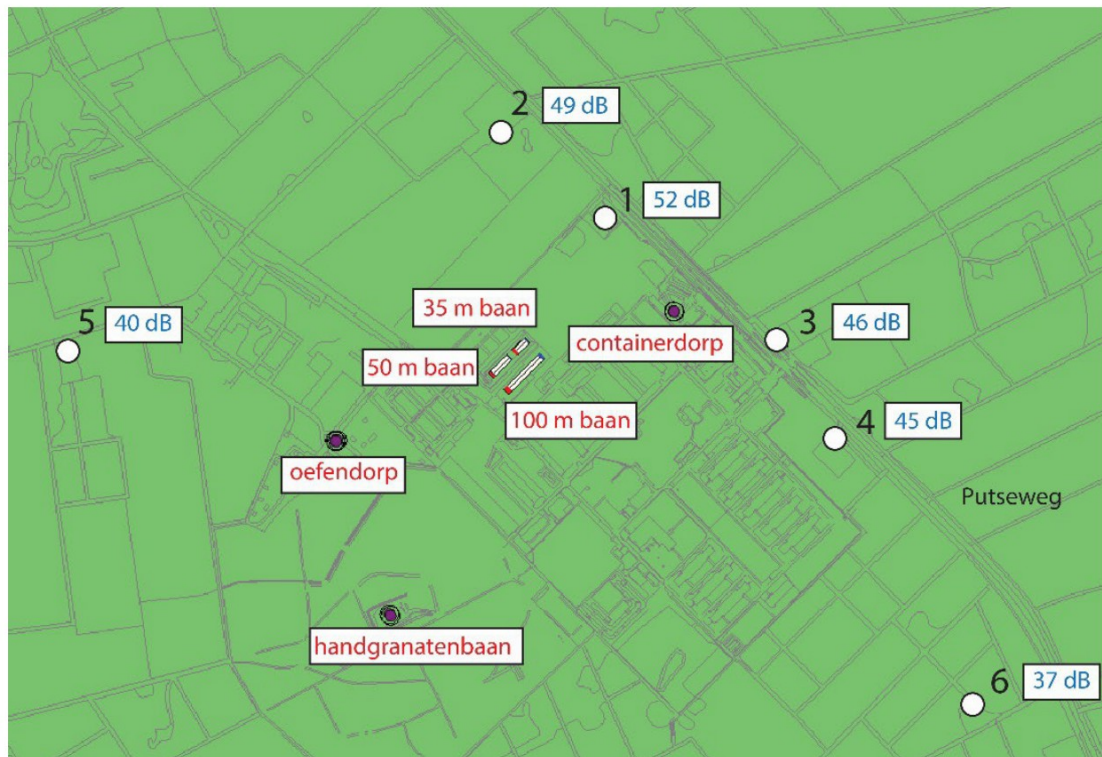 2
49 dB
1
52 dB
35 m baan
containerdorp
3
46 dB
5
40 dB
50 m baan
100 m baan
4
45 dB
oefendorp
Putseweg
handgranatenbaan
6
37 dB